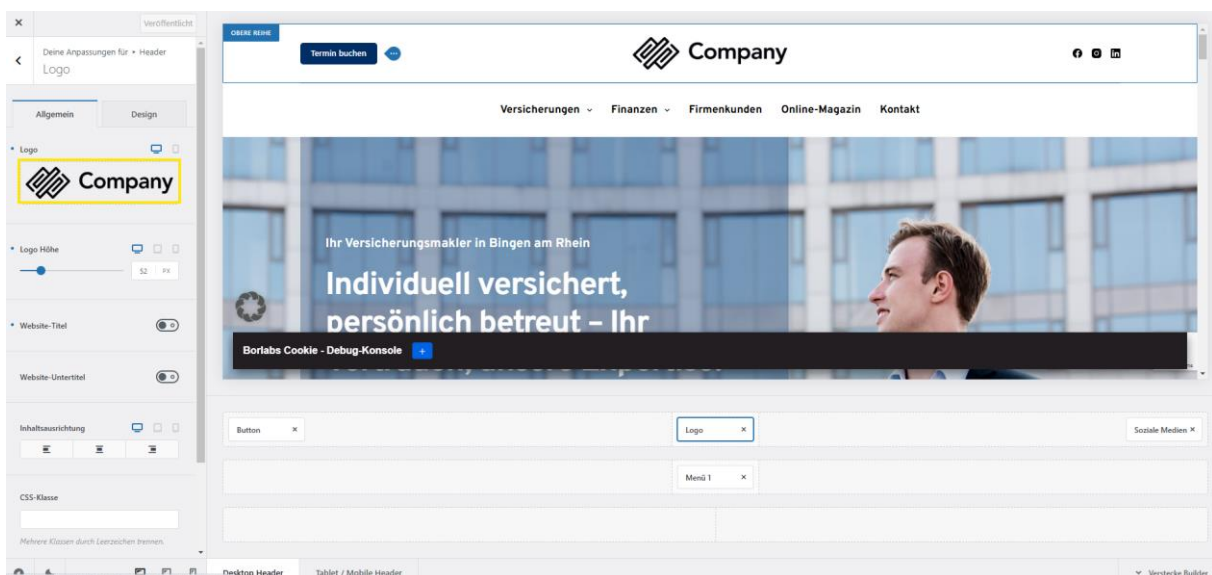 Veröffentlicht
Deine Anpassungen für • Header
Logo
Allgemein
Design
Logo
Company
Logo Höhe
52
PX
Website-Titel
Website-Untertitel
Inhaltsausrichtung
CSS-Klasse
Mehrere Klassen durch Leerzeichen trennen.
OBERE REIHE
Termin buchen
Company
Versicherungen
Finanzen
Firmenkunden
Online-Magazin
Kontakt
Ihr Versicherungsmakler in Bingen am Rhein
Individuell versichert,
persönlich betreut – Ihr
Borlabs Cookie - Debug-Konsole
Button
Logo
Soziale Medien
Menü 1
Desktop Header
Tablet / Mobile Header
Verstecke Builder